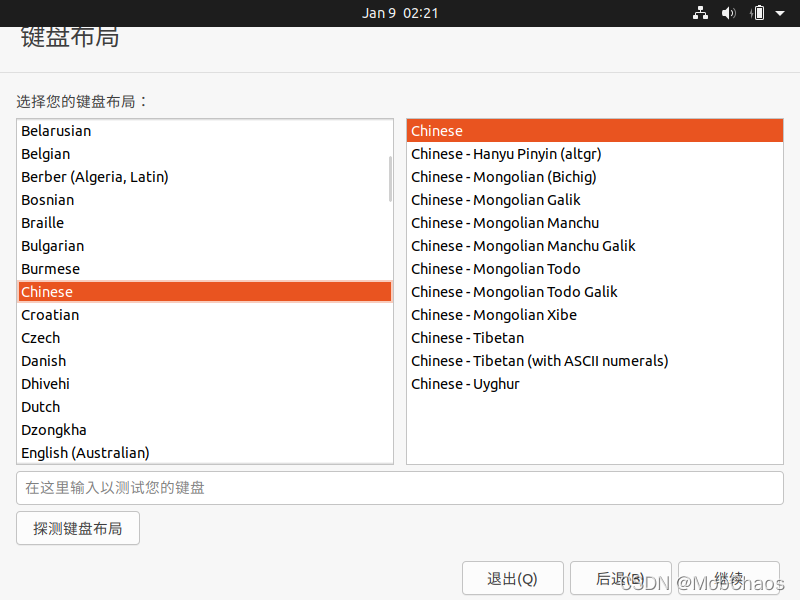 Jan 9 02:21
键盘布局
选择您的键盘布局：
Belarusian
Belgian
Berber (Algeria, Latin)
Bosnian
Braille
Bulgarian
Burmese
Chinese
Croatian
Czech
Danish
Dhivehi
Dutch
Dzongkha
English (Australian)
Chinese
Chinese - Hanyu Pinyin (altgr)
Chinese - Mongolian (Bichig)
Chinese - Mongolian Galik
Chinese - Mongolian Manchu
Chinese - Mongolian Manchu Galik
Chinese - Mongolian Todo
Chinese - Mongolian Todo Galik
Chinese - Mongolian Xibe
Chinese - Tibetan
Chinese - Tibetan (with ASCII numerals)
Chinese - Uyghur
在这里输入以测试您的键盘
探测键盘布局
退出(Q)
后退(B)
继续
CSDN @MobChaos